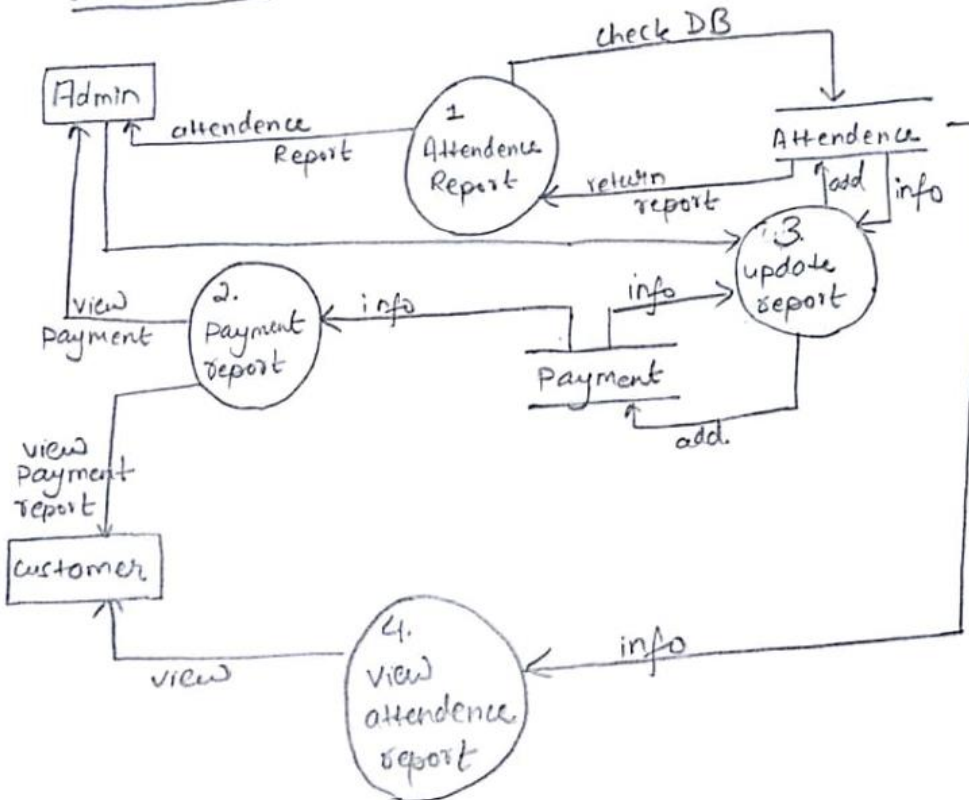 check DB
Admin
attendence
Report
1
Attendence
Report
Attendence
return
report
add
info
3.
update
report
view
payment
2.
payment
report
info
info
Payment
add.
view
payment
report
customer
4.
view
attendence
report
view
info